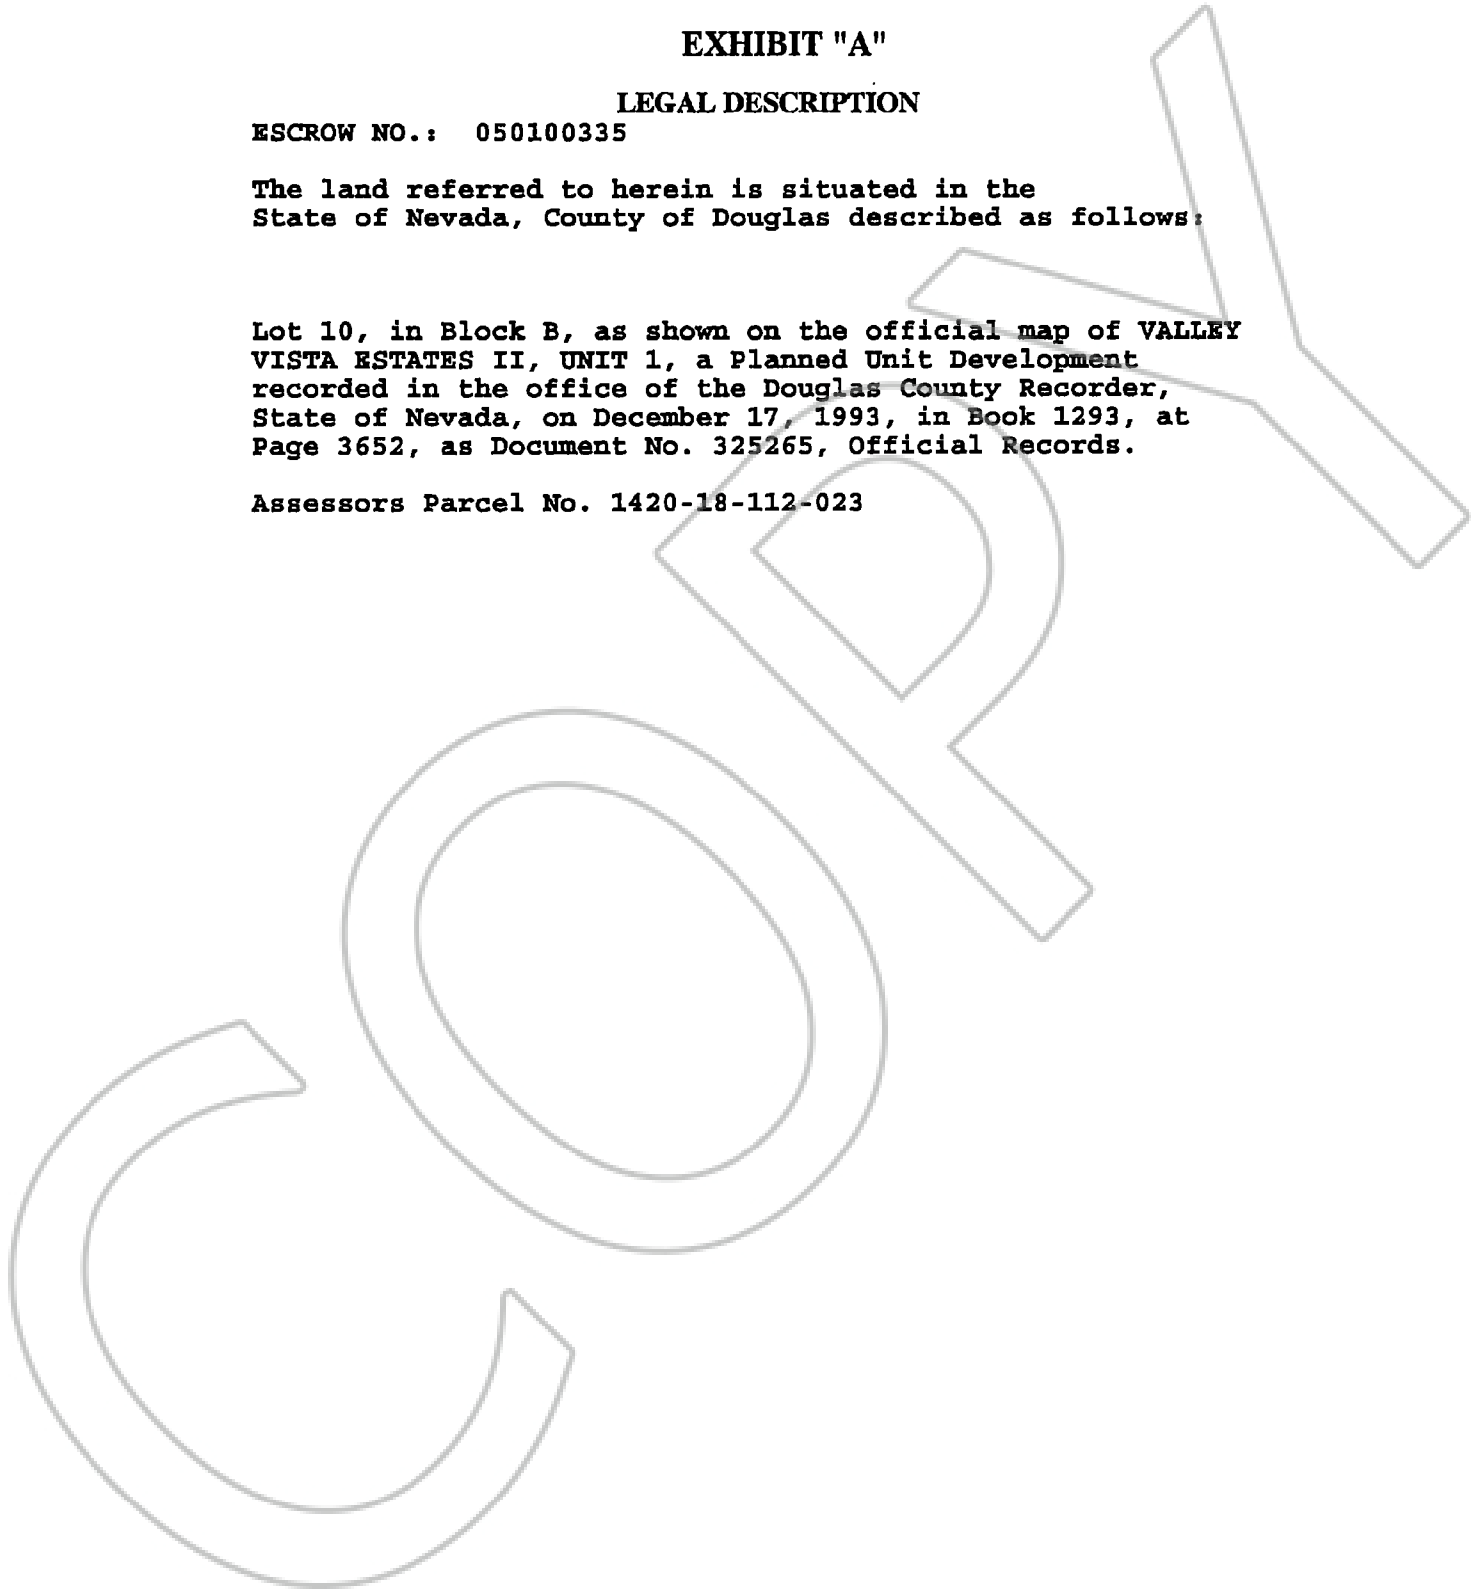 EXHIBIT "A"
LEGAL DESCRIPTION
ESCROW NO.: 050100335
The land referred to herein is situated in the
State of Nevada, County of Douglas described as follows:
Lot 10, in Block B, as shown on the official map of VALLEY
VISTA ESTATES II, UNIT 1, a Planned Unit Development
recorded in the office of the Douglas County Recorder,
State of Nevada, on December 17, 1993, in Book 1293, at
Page 3652, as Document No. 325265, Official Records.
Assessors Parcel No. 1420-18-112-023
COPY